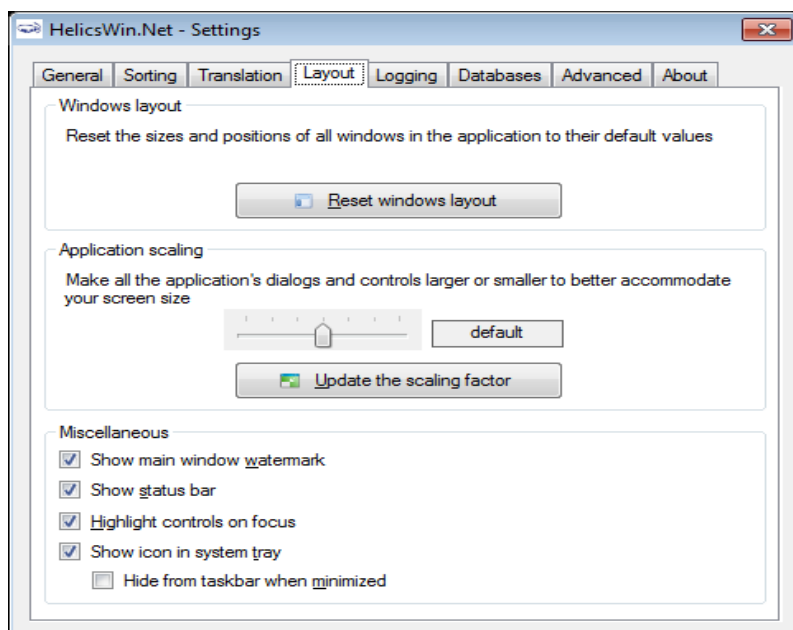 HelicsWin.Net - Settings
General Sorting Translation Layout Logging Databases Advanced About
Windows layout
Reset the sizes and positions of all windows in the application to their default values
Reset windows layout
Application scaling
Make all the application's dialogs and controls larger or smaller to better accommodate
your screen size
default
Update the scaling factor
Miscellaneous
Show main window watermark
Show status bar
Highlight controls on focus
Show icon in system tray
Hide from taskbar when minimized